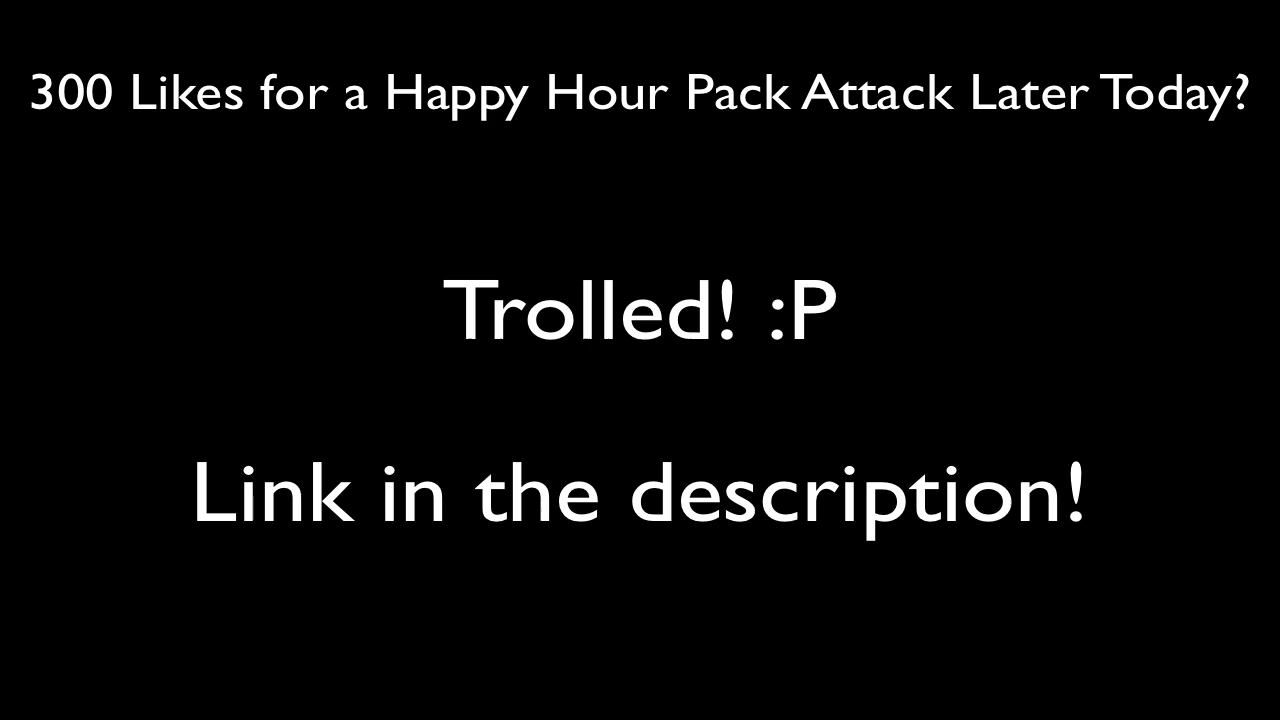 300 Likes for a Happy Hour Pack Attack Later Today?
Trolled! :P
Link in the description!